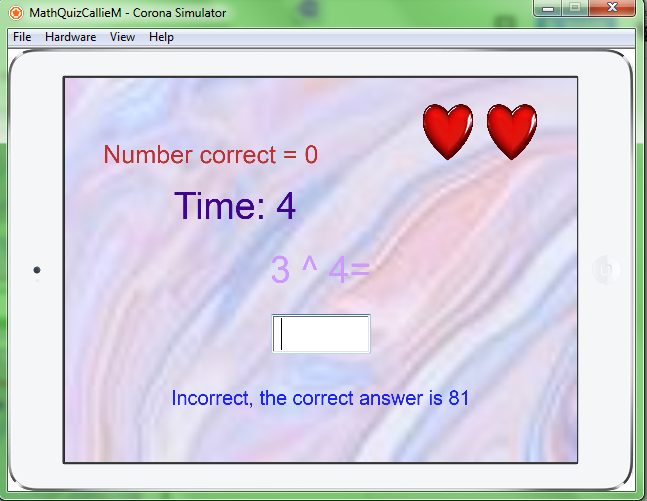 MathQuizCallieM - Corona Simulator
File Hardware View Help
Number correct = 0
Time: 4
3 ^ 4=
Incorrect, the correct answer is 81